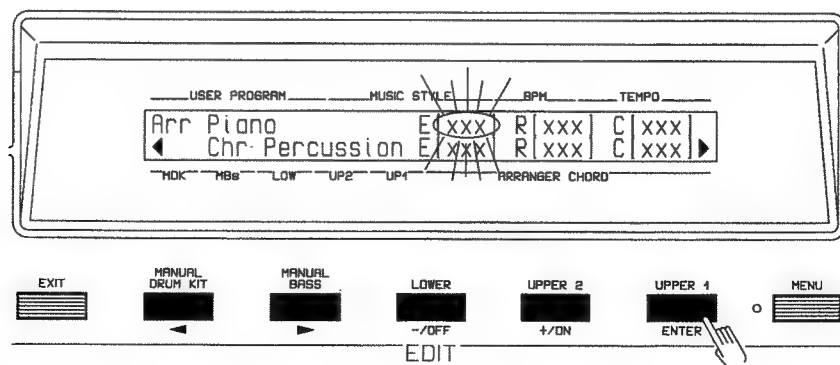 USER PROGRAM MUSIC STYLE BPM TEMPO
Arr Piano E[xxx] R[xxx] C[xxx]
◄ Chr Percussion E[xxx] R[xxx] C[xxx]►
MDK MBs LOW UP2 UP1 ARRANGER CHORD
EXIT MANUAL DRUM KIT MANUAL BASS LOWER UPPER 2 UPPER 1 MENU
◄ ► -/OFF +/ON ENTER
EDIT